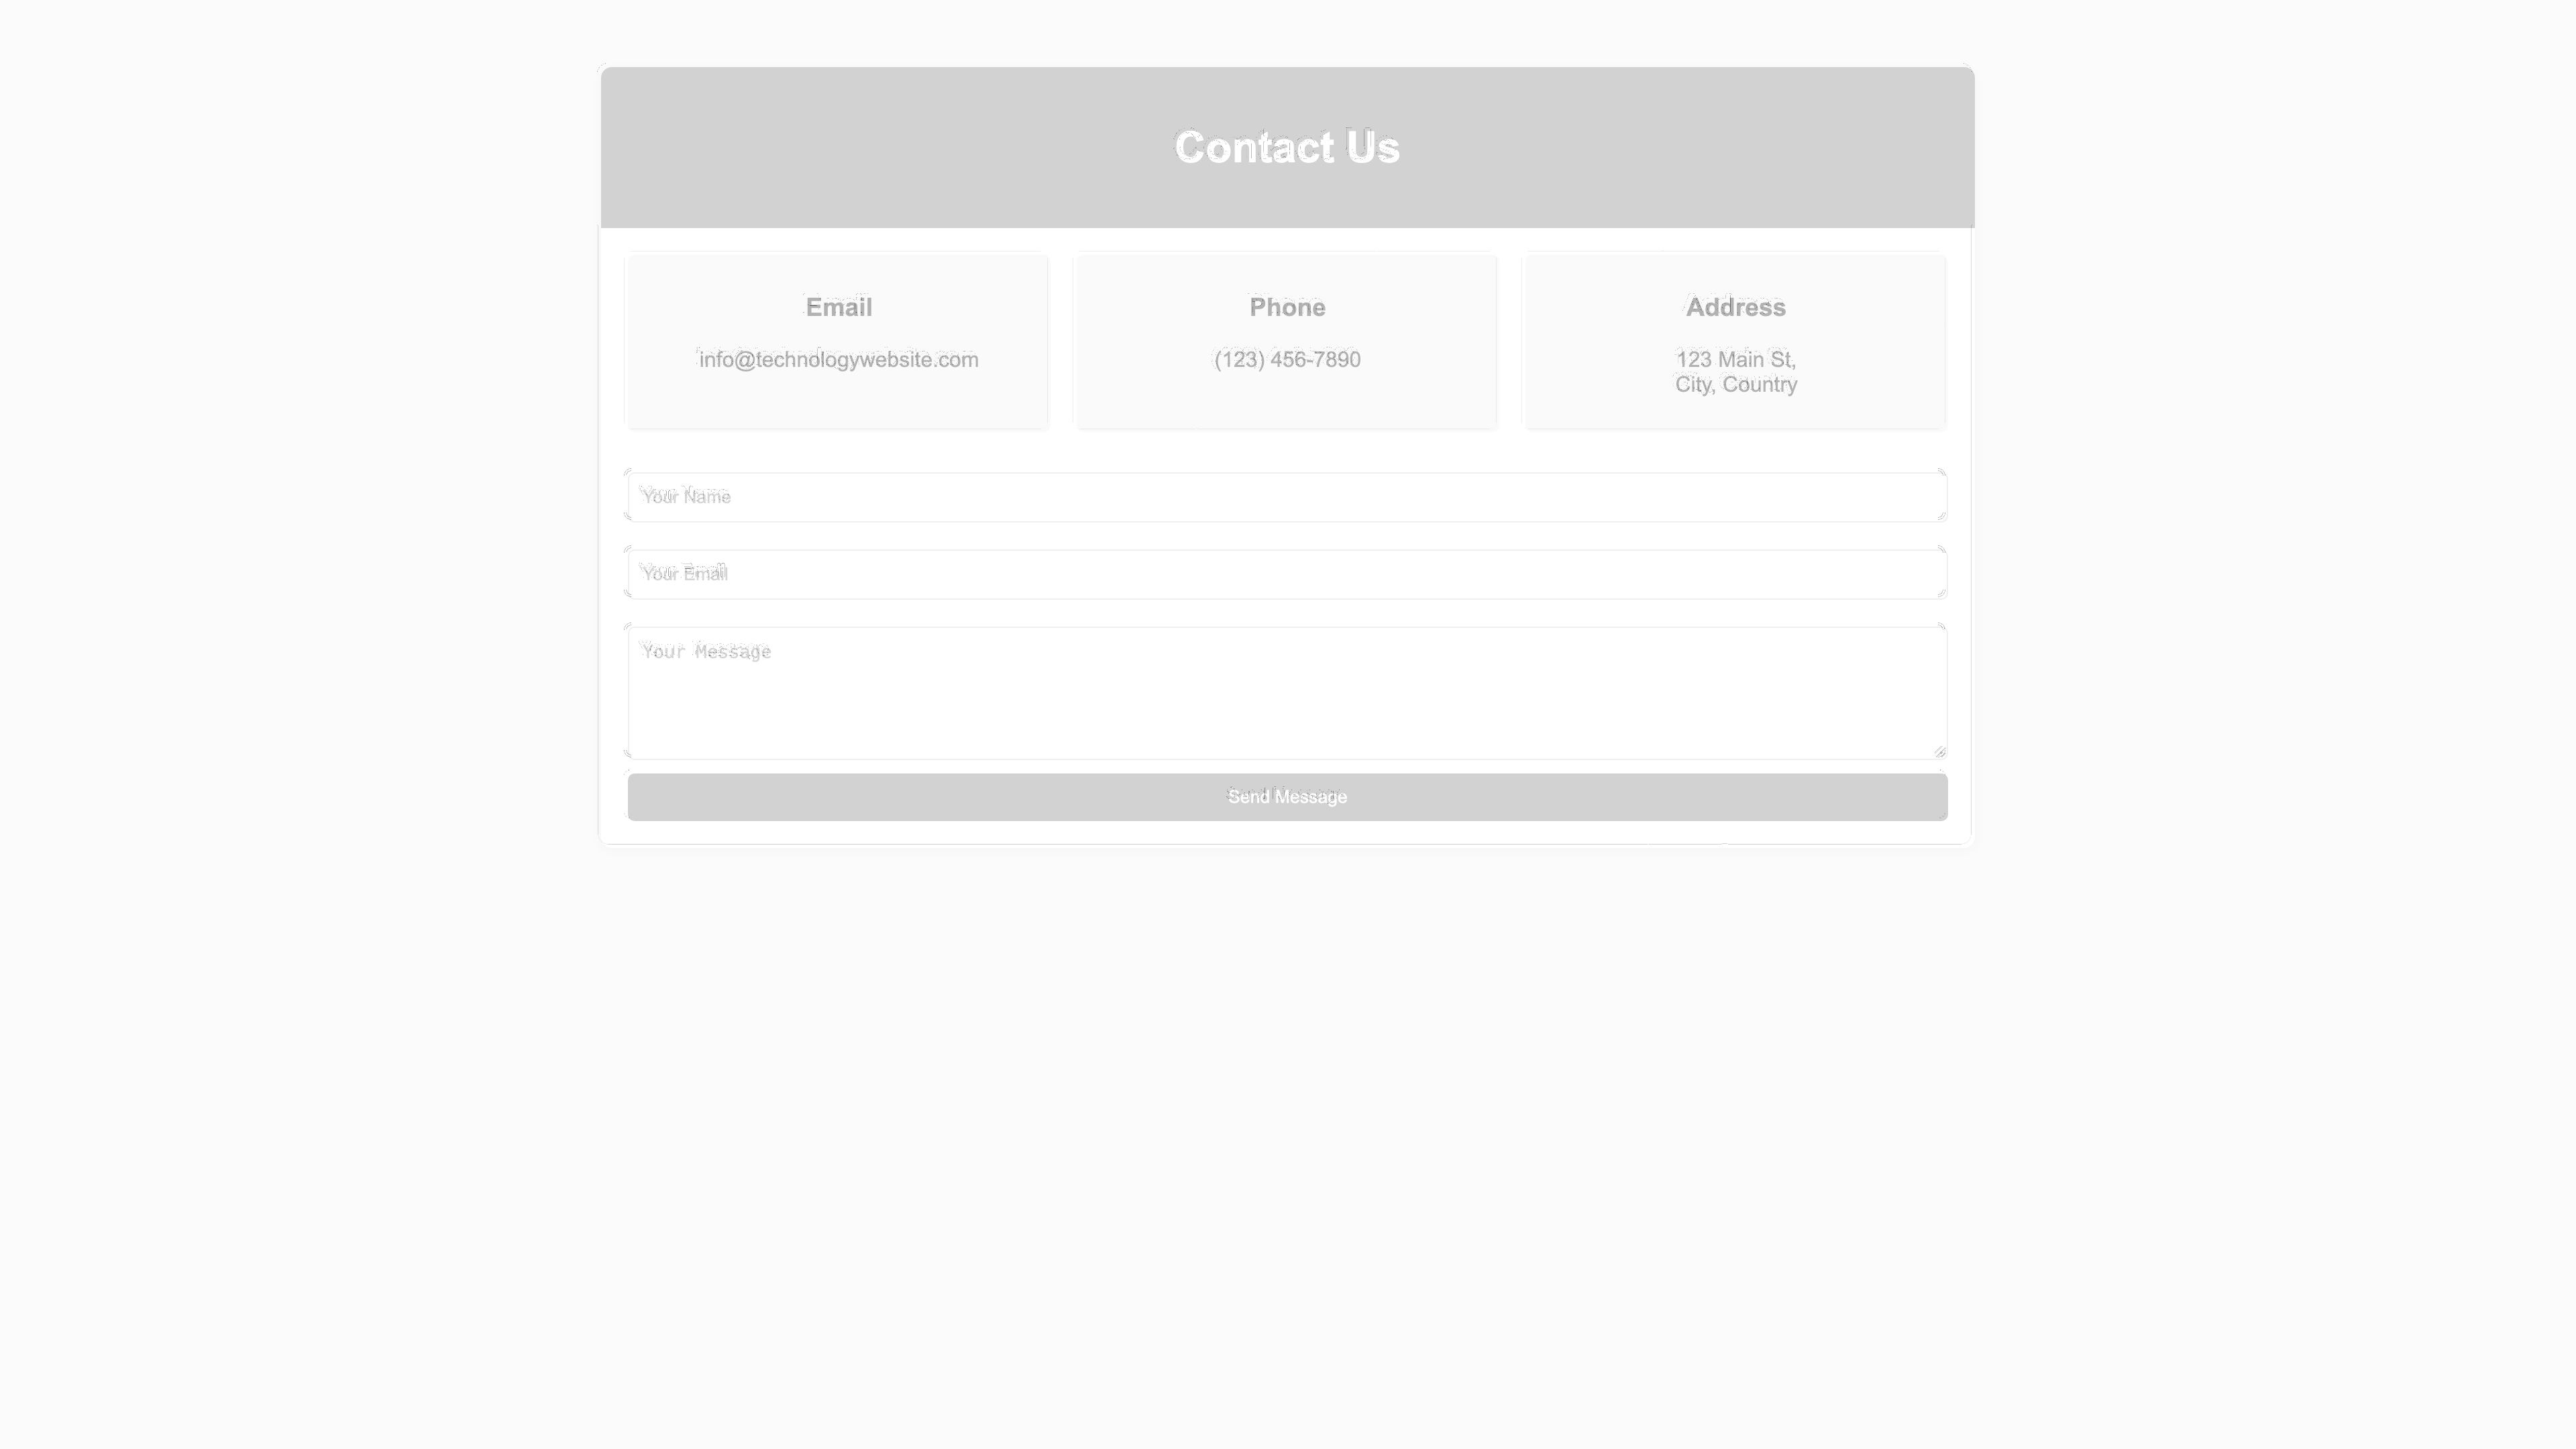 Contact Us
Email
Phone
Address
info@technologywebsite.com
(123) 456-7890
123 Main St,
City, Country
Your Name
Your Email
Your Message
Send Message